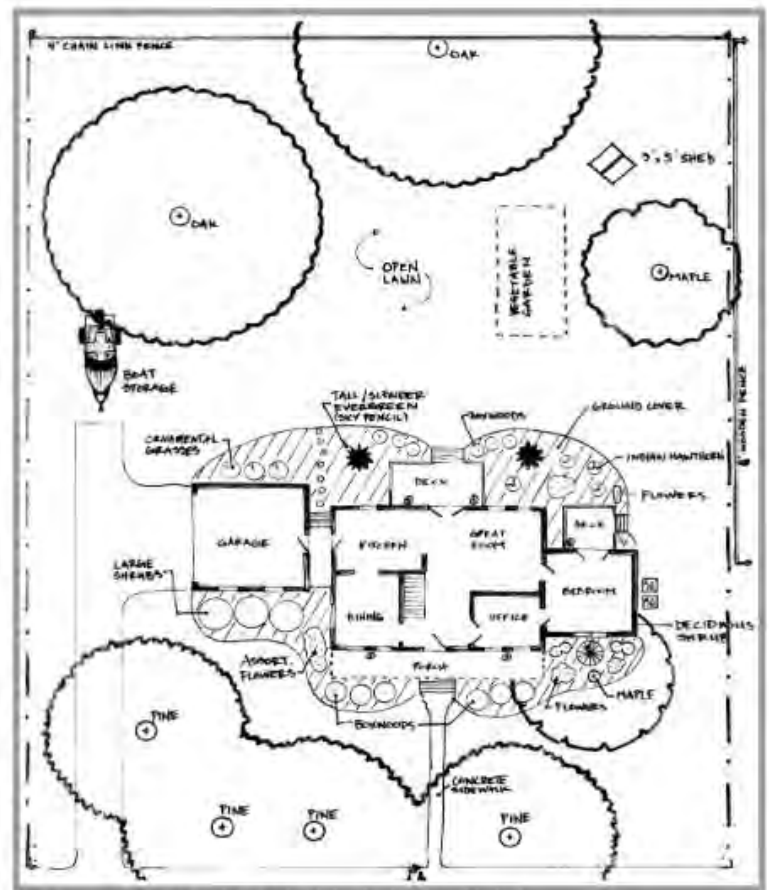 4' CHAIN LINK FENCE
OAK
5'x5' SHED
OAK
OPEN
LAWN
VEGETABLE
GARDEN
MAPLE
BOAT
STORAGE
TALL/SLENDER
EVERGREEN
(SKY PENCIL)
BOXWOODS
GROUND COVER
ORNAMENTAL
GRASSES
INDIAN HAWTHORN
6' WOODEN FENCE
DECK
FLOWERS
DECK
GARAGE
KITCHEN
GREAT
ROOM
LARGE
SHRUBS
BEDROOM
DINING
OFFICE
DECIDUOUS
SHRUB
ASSORT.
FLOWERS
PORCH
FLOWERS
MAPLE
BOXWOODS
PINE
CONCRETE
SIDEWALK
PINE
PINE
PINE